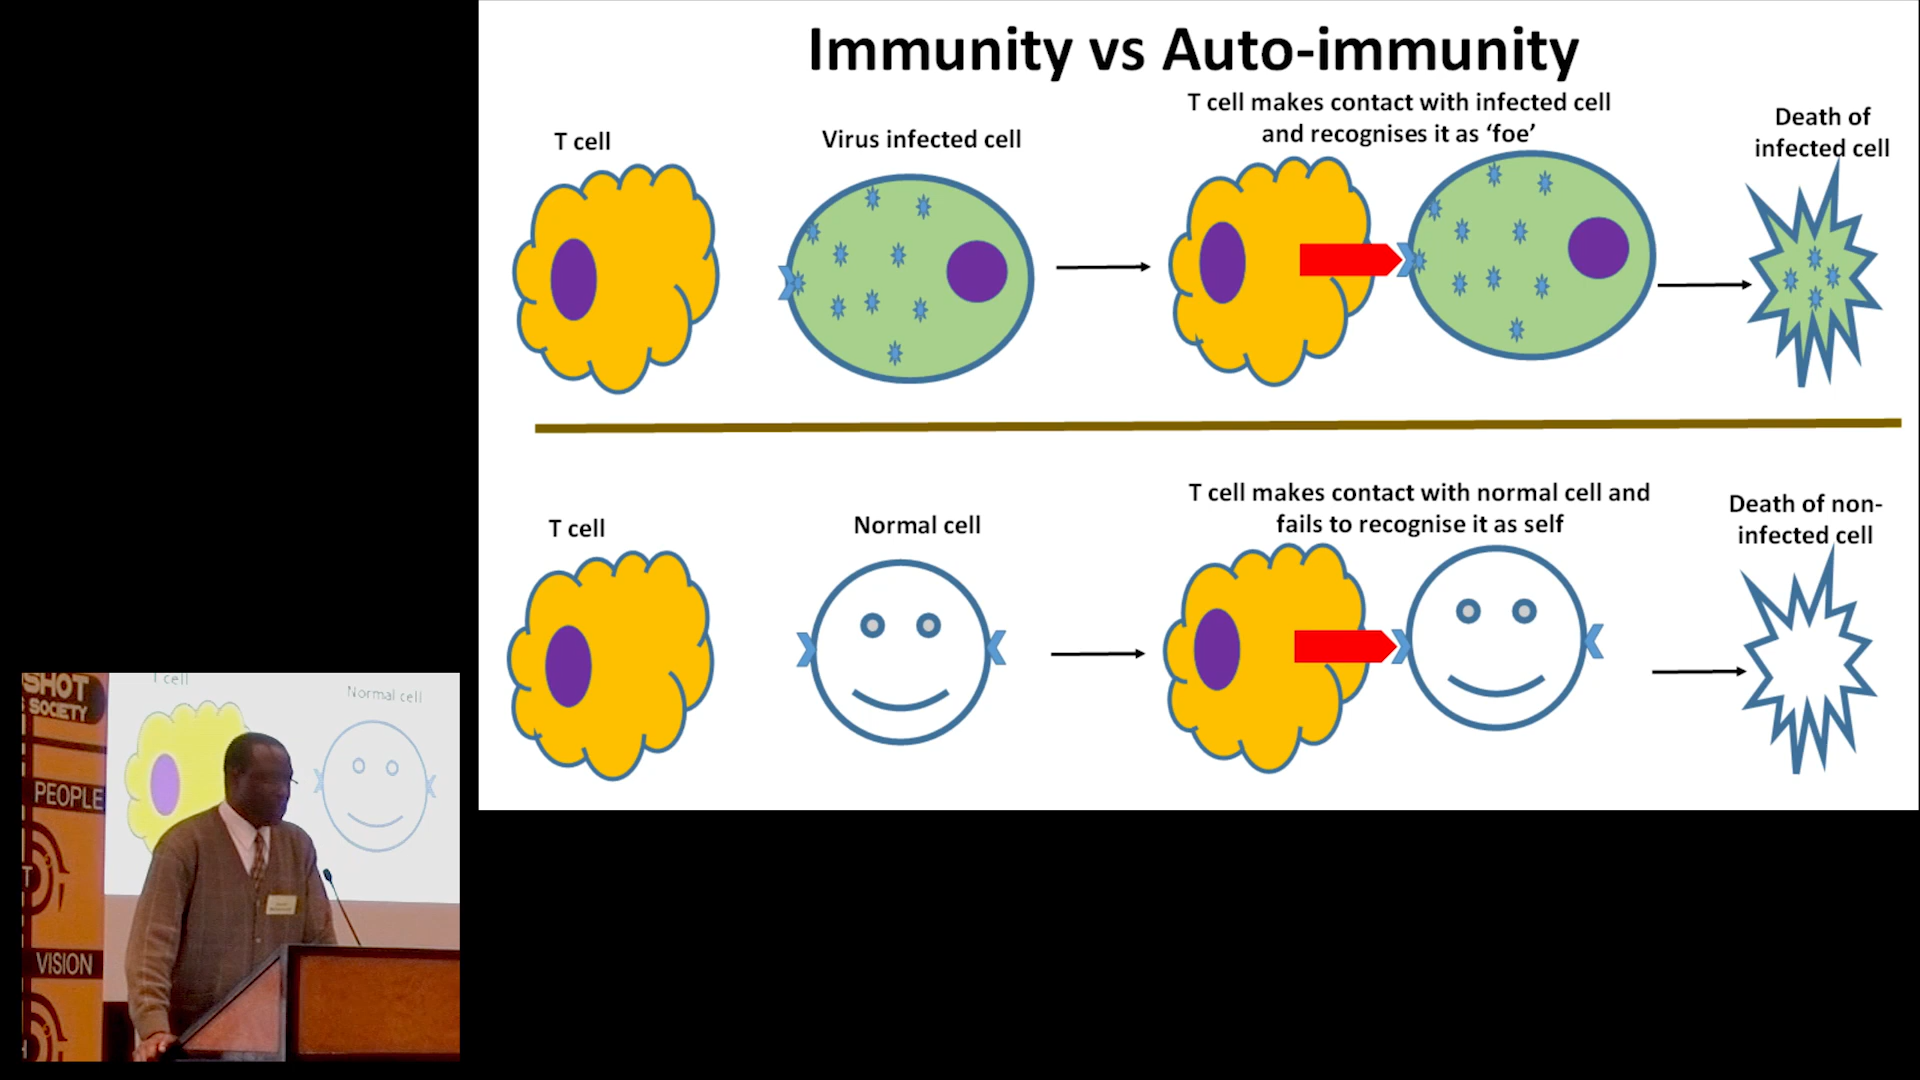 Immunity vs Auto-immunity
T cell makes contact with infected cell
and recognises it as ‘foe’
Death of
infected cell
T cell
Virus infected cell
T cell makes contact with normal cell and
fails to recognise it as self
Death of non-
infected cell
T cell
Normal cell
SHOT
SOCIETY
PEOPLE
VISION
T cell
Normal cell